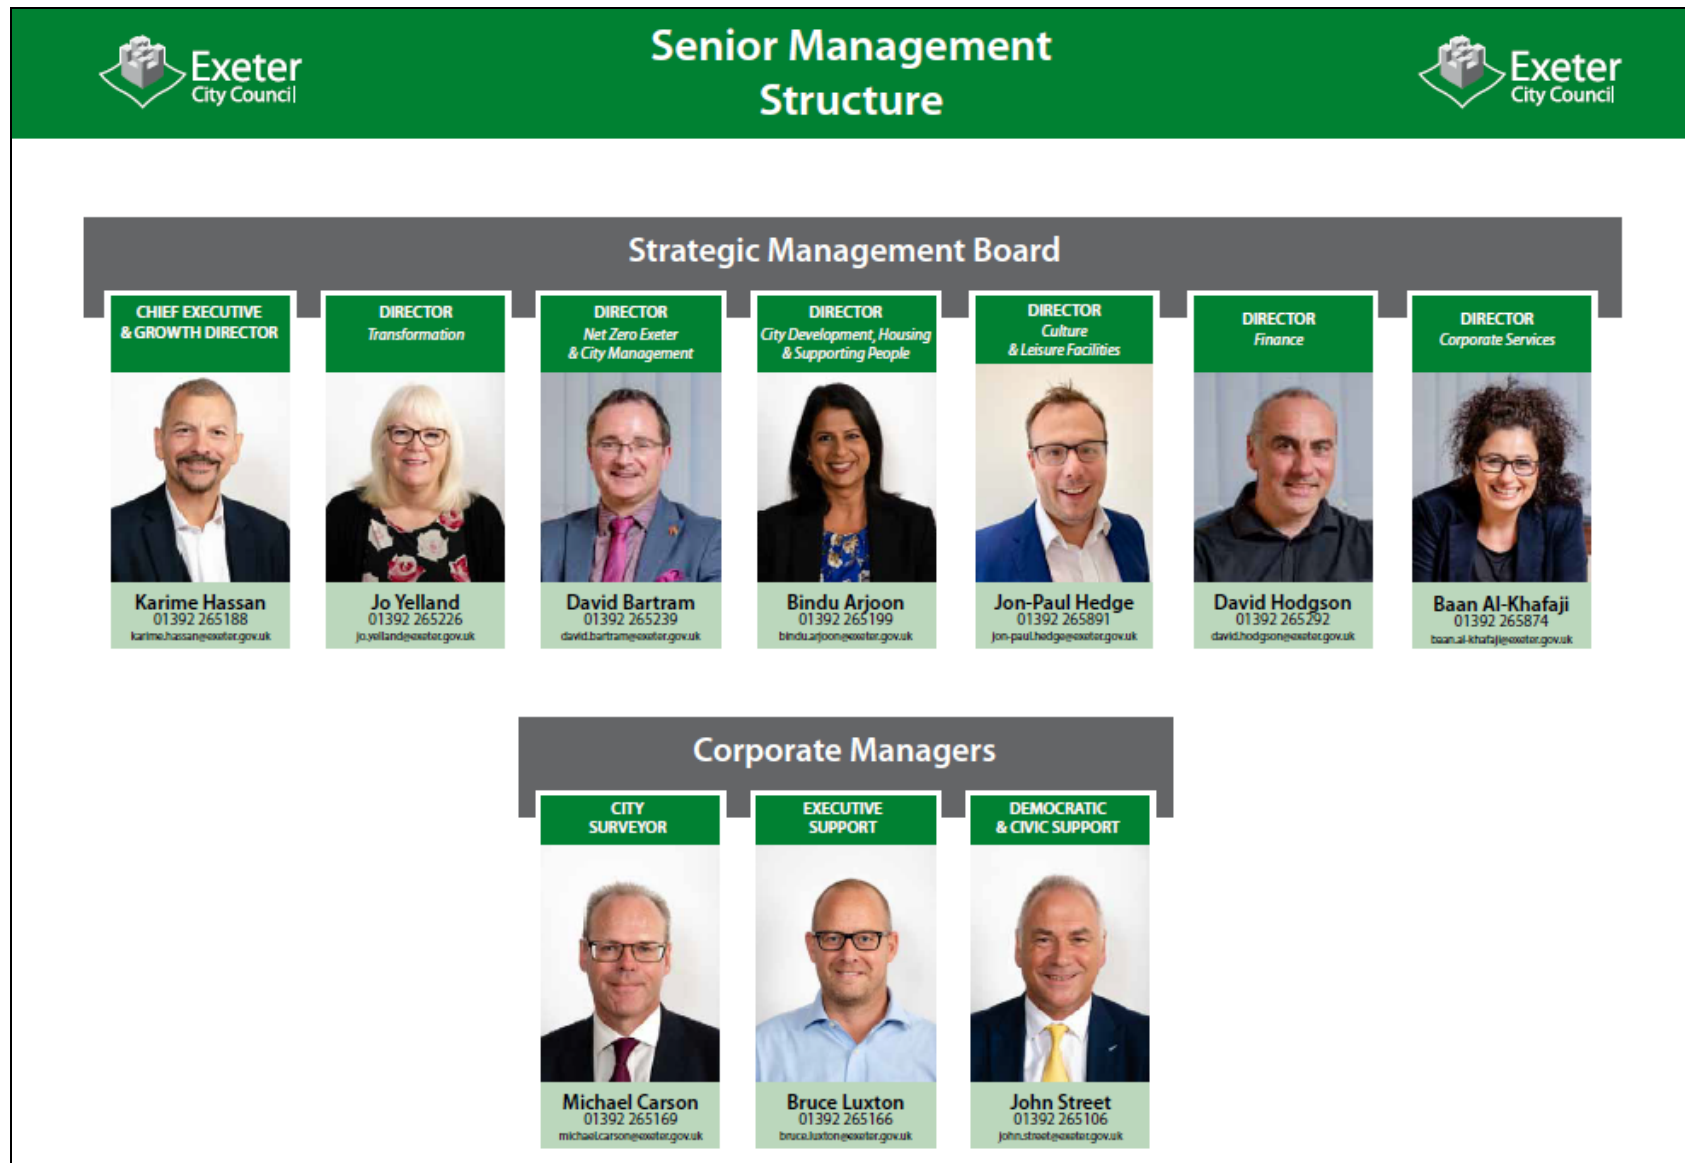 Exeter
City Council
Senior Management
Structure
Exeter
City Council
Strategic Management Board
CHIEF EXECUTIVE
& GROWTH DIRECTOR
DIRECTOR
Transformation
DIRECTOR
Net Zero Exeter
& City Management
DIRECTOR
City Development, Housing
& Supporting People
DIRECTOR
Culture
& Leisure Facilities
DIRECTOR
Finance
DIRECTOR
Corporate Services
Karime Hassan
01392 265188
karime.hassan@exeter.gov.uk
Jo Yelland
01392 265226
jo.yelland@exeter.gov.uk
David Bartram
01392 265239
david.bartram@exeter.gov.uk
Bindu Arjoon
01392 265199
bindu.arjoon@exeter.gov.uk
Jon-Paul Hedge
01392 265891
jon-paul.hedge@exeter.gov.uk
David Hodgson
01392 265292
david.hodgson@exeter.gov.uk
Baan Al-Khafaji
01392 265874
baan.al-khafaji@exeter.gov.uk
Corporate Managers
CITY
SURVEYOR
EXECUTIVE
SUPPORT
DEMOCRATIC
& CIVIC SUPPORT
Michael Carson
01392 265169
michael.carson@exeter.gov.uk
Bruce Luxton
01392 265166
bruce.luxton@exeter.gov.uk
John Street
01392 265106
john.street@exeter.gov.uk